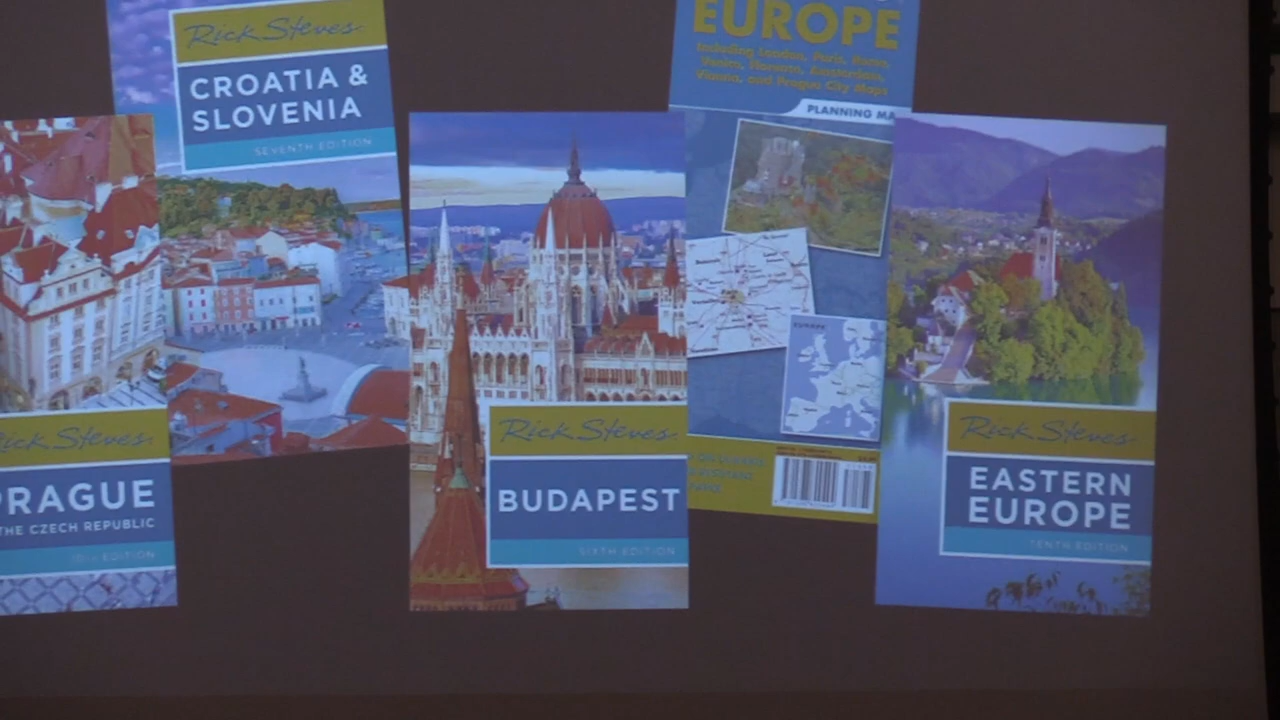 Rick Steves
CROATIA &
SLOVENIA
SEVENTH EDITION
EUROPE
Including London, Paris, Rome,
Venice, Florence, Amsterdam,
Vienna, and Prague City Maps
PLANNING MA
EUROPE
Rick Steves
PRAGUE
THE CZECH REPUBLIC
10TH EDITION
Rick Steves
BUDAPEST
SIXTH EDITION
Rick Steves
EASTERN
EUROPE
TENTH EDITION